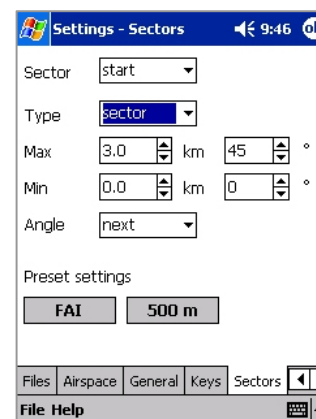 Settings - Sectors 9:46 ok
Sector start
Type sector
Max 3.0 km 45 °
Min 0.0 km 0 °
Angle next
Preset settings
FAI 500 m
Files Airspace General Keys Sectors
File Help